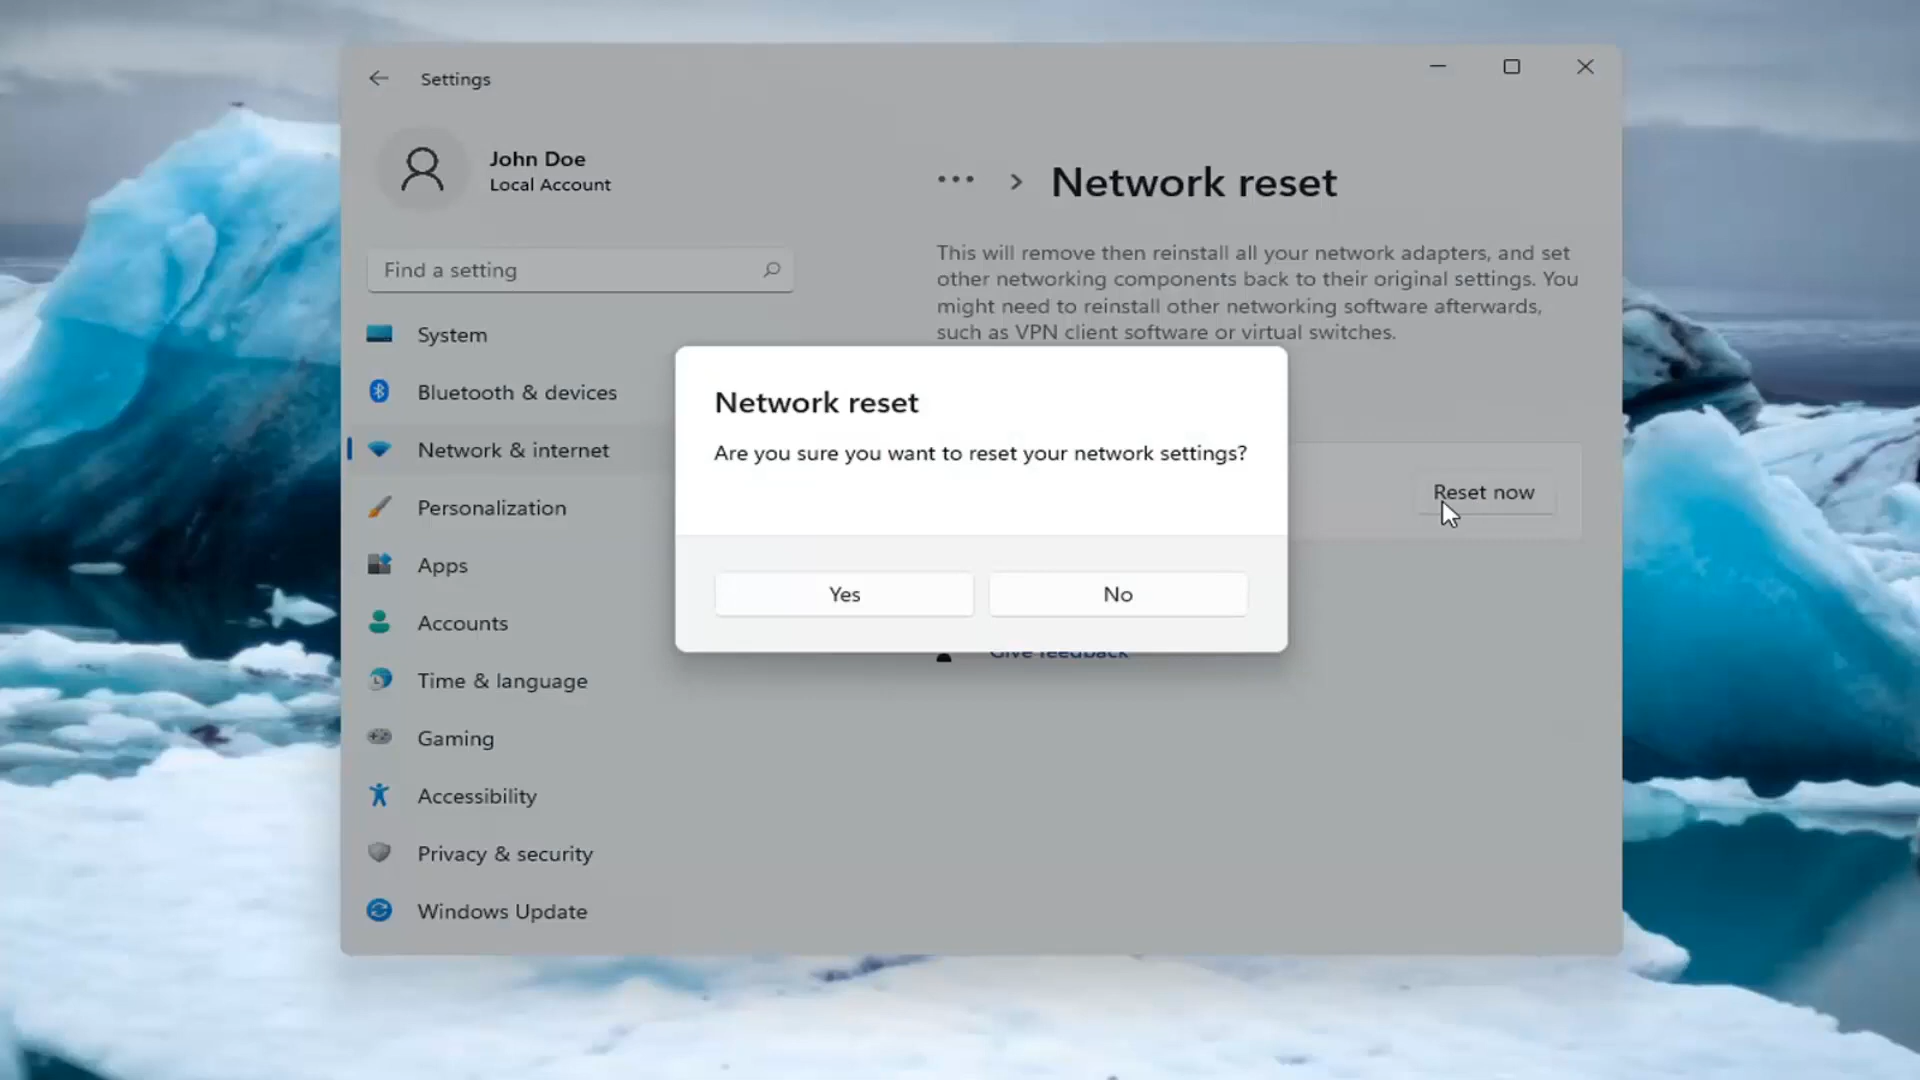 Settings
John Doe
Local Account
Find a setting
System
Bluetooth & devices
Network & internet
Personalization
Apps
Accounts
Time & language
Gaming
Accessibility
Privacy & security
Windows Update
Network reset
This will remove then reinstall all your network adapters, and set
other networking components back to their original settings. You
might need to reinstall other networking software afterwards,
such as VPN client software or virtual switches.
Reset now
Network reset
Are you sure you want to reset your network settings?
Yes
No
Give feedback